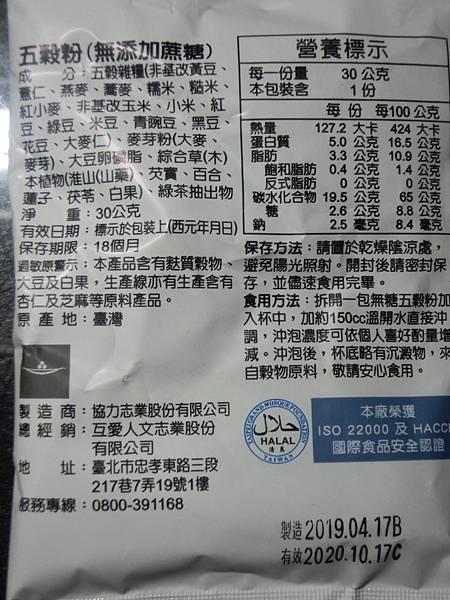 五穀粉(無添加蔗糖)
成　　分：五穀雜糧(非基改黃豆、
薏仁、燕麥、蕎麥、糯米、糙米、
紅小麥、非基改玉米、小米、紅
豆、綠豆、米豆、青豌豆、黑豆、
花豆、大麥仁)、麥芽粉(大麥、
麥芽)、大豆卵磷脂、綜合草(木)
本植物(淮山(山藥)、芡實、百合、
蓮子、茯苓、白果)、綠茶抽出物
淨　　重：30公克
有效日期：標示於包裝上(西元年月日)
保存期限：18個月
過敏原警示：本產品含有麩質穀物、
大豆及白果，生產線亦有生產含有
杏仁及芝麻等原料產品。
原 產 地：臺灣
製 造 商：協力志業股份有限公司
總 經 銷：互愛人文志業股份
有限公司
地　　址：臺北市忠孝東路三段
217巷7弄19號1樓
服務專線：0800-391168
營養標示
每一份量 30 公克
本包裝含 1份
每 份 每100公克
熱量 127.2 大卡 424 大卡
蛋白質 5.0 公克 16.5 公克
脂肪 3.3 公克 10.9 公克
飽和脂肪 0.4 公克 1.4 公克
反式脂肪 0 公克 0 公克
碳水化合物 19.5 公克 65 公克
糖 2.6 公克 8.8 公克
鈉 2.5 毫克 8.4 毫克
保存方法：請置於乾燥陰涼處，
避免陽光照射。開封後請密封保
存，並儘速食用完畢。
食用方法：拆開一包無糖五穀粉加
入杯中，加約150cc溫開水直接沖
調，沖泡濃度可依個人喜好酌量增
減。沖泡後，杯底略有沉澱物，來
自穀物原料，敬請安心食用。
TAIPEI GRAND MOSQUE FOUNDATION
حلال
HALAL
清真
TAIWAN
本廠榮獲
ISO 22000 及 HACCP
國際食品安全認證
製造 2019.04.17B
有效 2020.10.17C